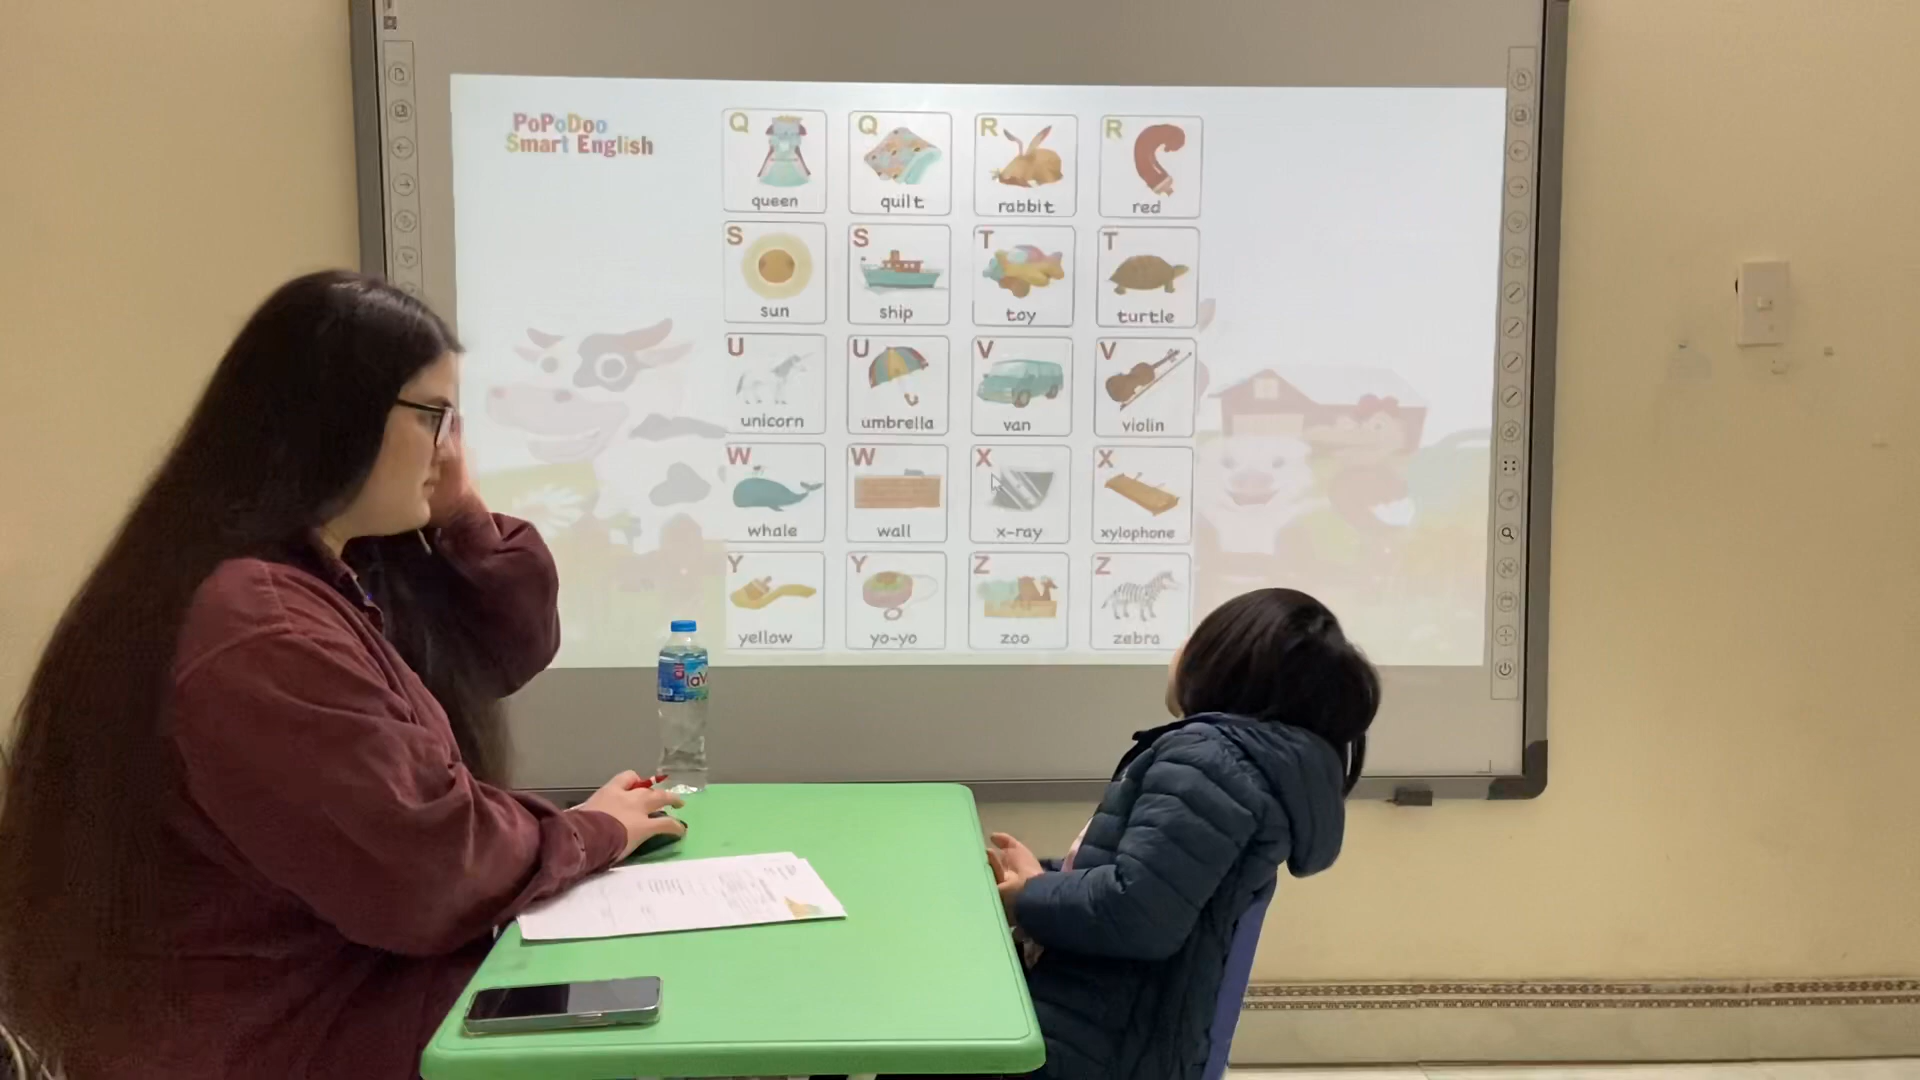 PoPoDoo
Smart English
Q
queen
Q
quilt
R
rabbit
R
red
S
sun
S
ship
T
toy
T
turtle
U
unicorn
U
umbrella
V
van
V
violin
W
whale
W
wall
X
x-ray
X
xylophone
Y
yellow
Y
yo-yo
Z
zoo
Z
zebra
laV